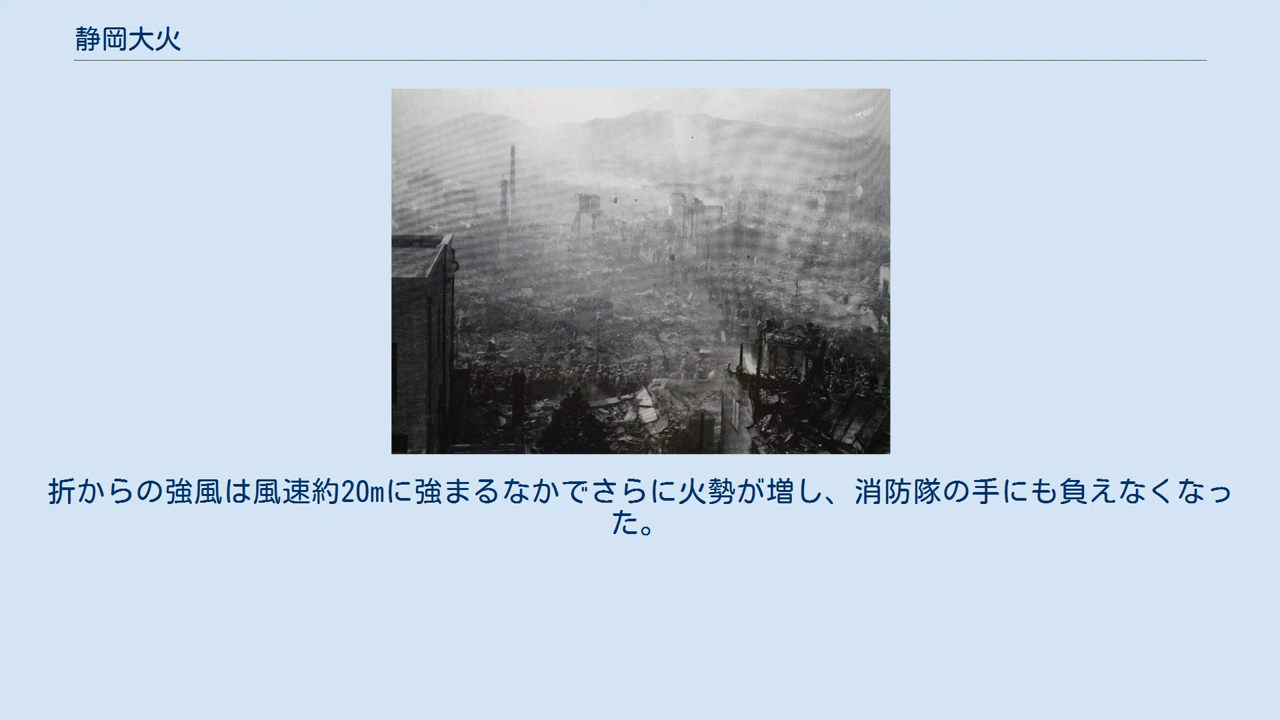 静岡大火
折からの強風は風速約20mに強まるなかでさらに火勢が増し、消防隊の手にも負えなくなっ
た。